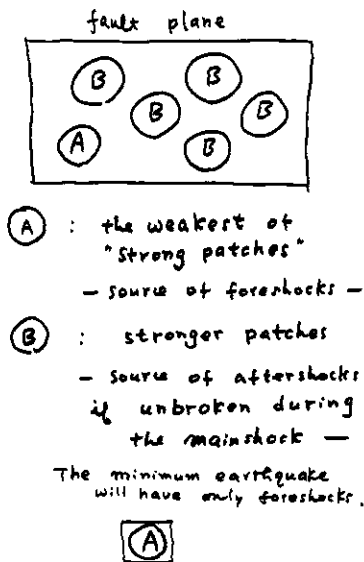 fault plane
B B
B B
A B
A : the weakest of
"strong patches"
— source of foreshocks —
B : stronger patches
— source of aftershocks
if unbroken during
the mainshock —
The minimum earthquake
will have only foreshocks.
A